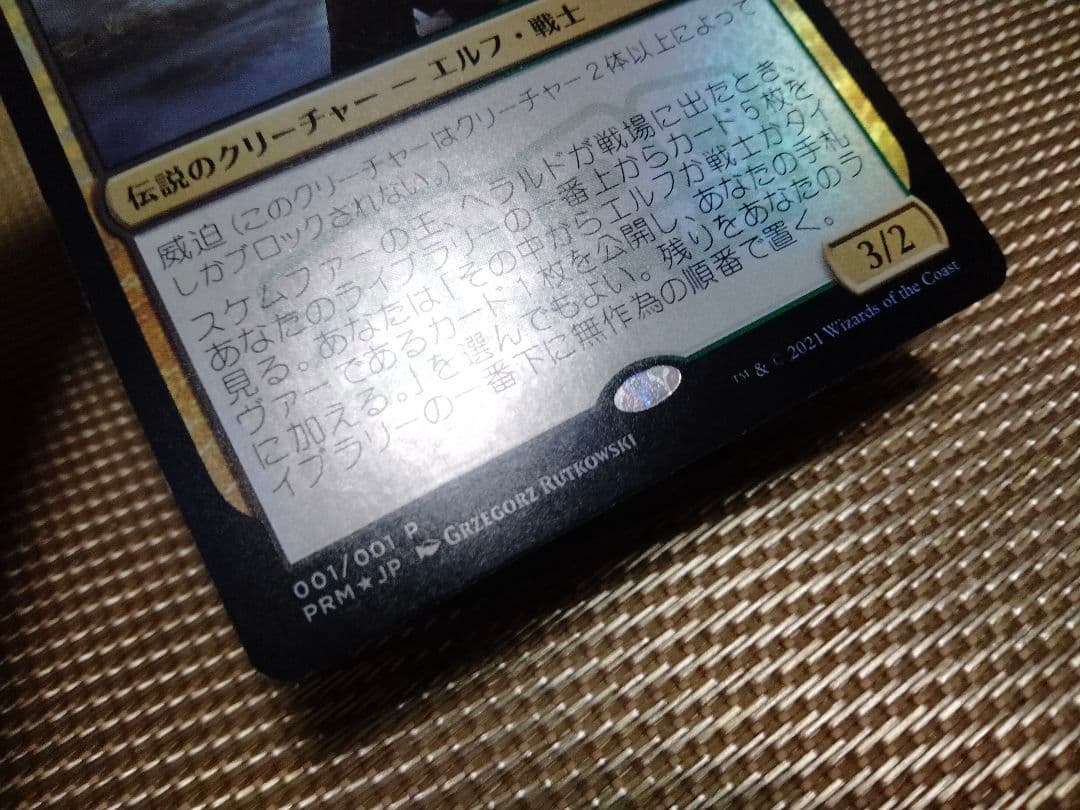 伝説のクリーチャー — エルフ・戦士
威迫(このクリーチャーはクリーチャー2体以上によって
しかブロックされない。)
スケムファーの王、ヘラルドが戦場に出たとき、
あなたのライブラリーの一番上からカード5枚を
見る。あなたは「その中からエルフか戦士かタイ
ヴァーであるカード1枚を公開し、あなたの手札
に加える。」を選んでもよい。残りをあなたのラ
イブラリーの一番下に無作為の順番で置く。
3/2
001/001 P
PRM★JP GRZEGORZ RUTKOWSKI
™ & © 2021 Wizards of the Coast